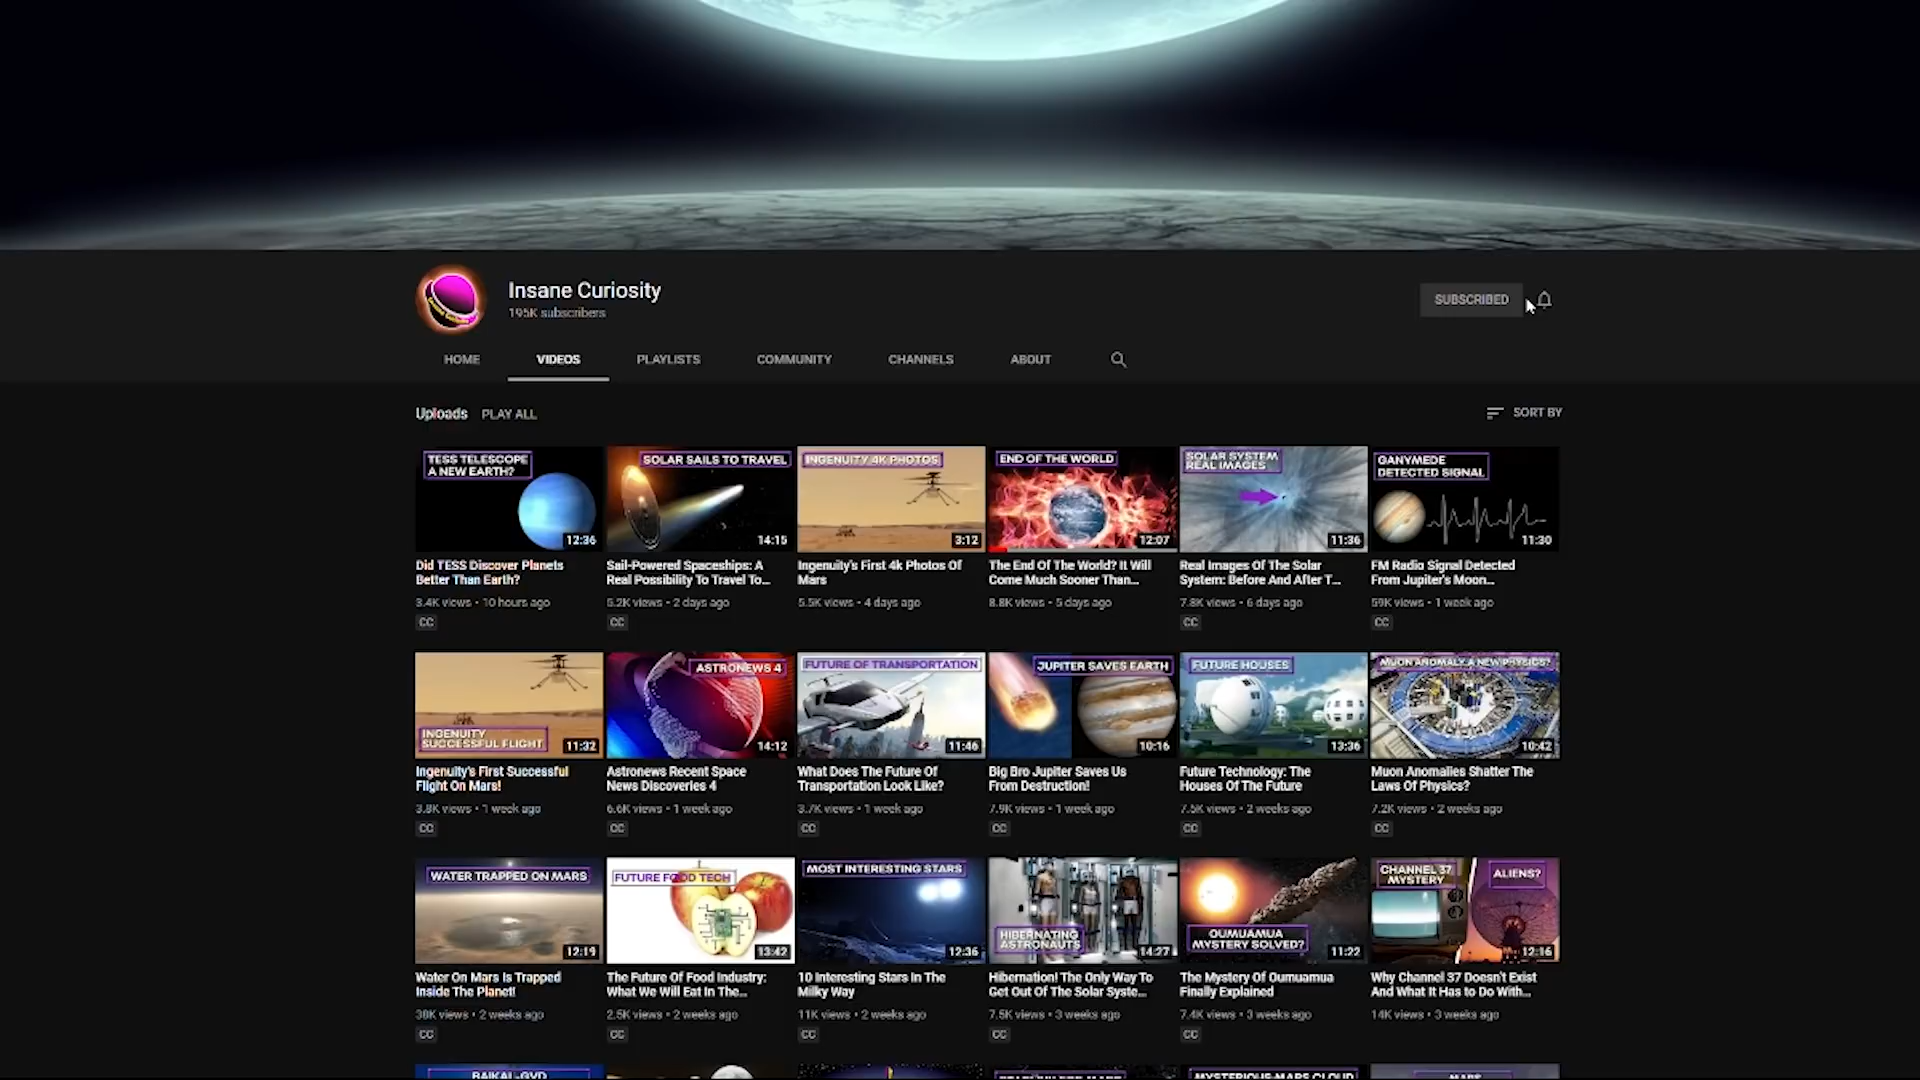 Insane Curiosity
195K subscribers
SUBSCRIBED
HOME
VIDEOS
PLAYLISTS
COMMUNITY
CHANNELS
ABOUT
Uploads
PLAY ALL
SORT BY
TESS TELESCOPE
A NEW EARTH?
12:36
SOLAR SAILS TO TRAVEL
14:15
INGENUITY 4K PHOTOS
3:12
END OF THE WORLD
12:07
SOLAR SYSTEM
REAL IMAGES
11:36
GANYMEDE
DETECTED SIGNAL
11:30
Did TESS Discover Planets
Better Than Earth?
3.4K views • 10 hours ago
CC
Sail-Powered Spaceships: A
Real Possibility To Travel To...
5.2K views • 2 days ago
CC
Ingenuity's First 4k Photos Of
Mars
5.5K views • 4 days ago
The End Of The World? It Will
Come Much Sooner Than...
8.8K views • 5 days ago
Real Images Of The Solar
System: Before And After T...
7.8K views • 6 days ago
CC
FM Radio Signal Detected
From Jupiter's Moon...
59K views • 1 week ago
CC
INGENUITY
SUCCESSFUL FLIGHT
11:32
ASTRONEWS 4
14:12
FUTURE OF TRANSPORTATION
11:46
JUPITER SAVES EARTH
10:16
FUTURE HOUSES
13:36
MUON ANOMALY A NEW PHYSICS?
10:42
Ingenuity's First Successful
Flight On Mars!
3.8K views • 1 week ago
CC
Astronews Recent Space
News Discoveries 4
6.6K views • 1 week ago
CC
What Does The Future Of
Transportation Look Like?
3.7K views • 1 week ago
CC
Big Bro Jupiter Saves Us
From Destruction!
7.9K views • 1 week ago
CC
Future Technology: The
Houses Of The Future
7.5K views • 2 weeks ago
CC
Muon Anomalies Shatter The
Laws Of Physics?
7.2K views • 2 weeks ago
CC
WATER TRAPPED ON MARS
12:19
FUTURE FOOD TECH
13:42
MOST INTERESTING STARS
12:36
HIBERNATING
ASTRONAUTS
14:27
OUMUAMUA
MYSTERY SOLVED?
11:22
CHANNEL 37
MYSTERY
ALIENS?
12:16
Water On Mars Is Trapped
Inside The Planet!
38K views • 2 weeks ago
CC
The Future Of Food Industry:
What We Will Eat In The...
2.5K views • 2 weeks ago
CC
10 Interesting Stars In The
Milky Way
11K views • 2 weeks ago
CC
Hibernation! The Only Way To
Get Out Of The Solar Syste...
7.5K views • 3 weeks ago
CC
The Mystery Of Oumuamua
Finally Explained
7.4K views • 3 weeks ago
CC
Why Channel 37 Doesn't Exist
And What It Has to Do With...
14K views • 3 weeks ago
BAIKAL-GVD
MYSTERIOUS MARS CLOUD
MARS